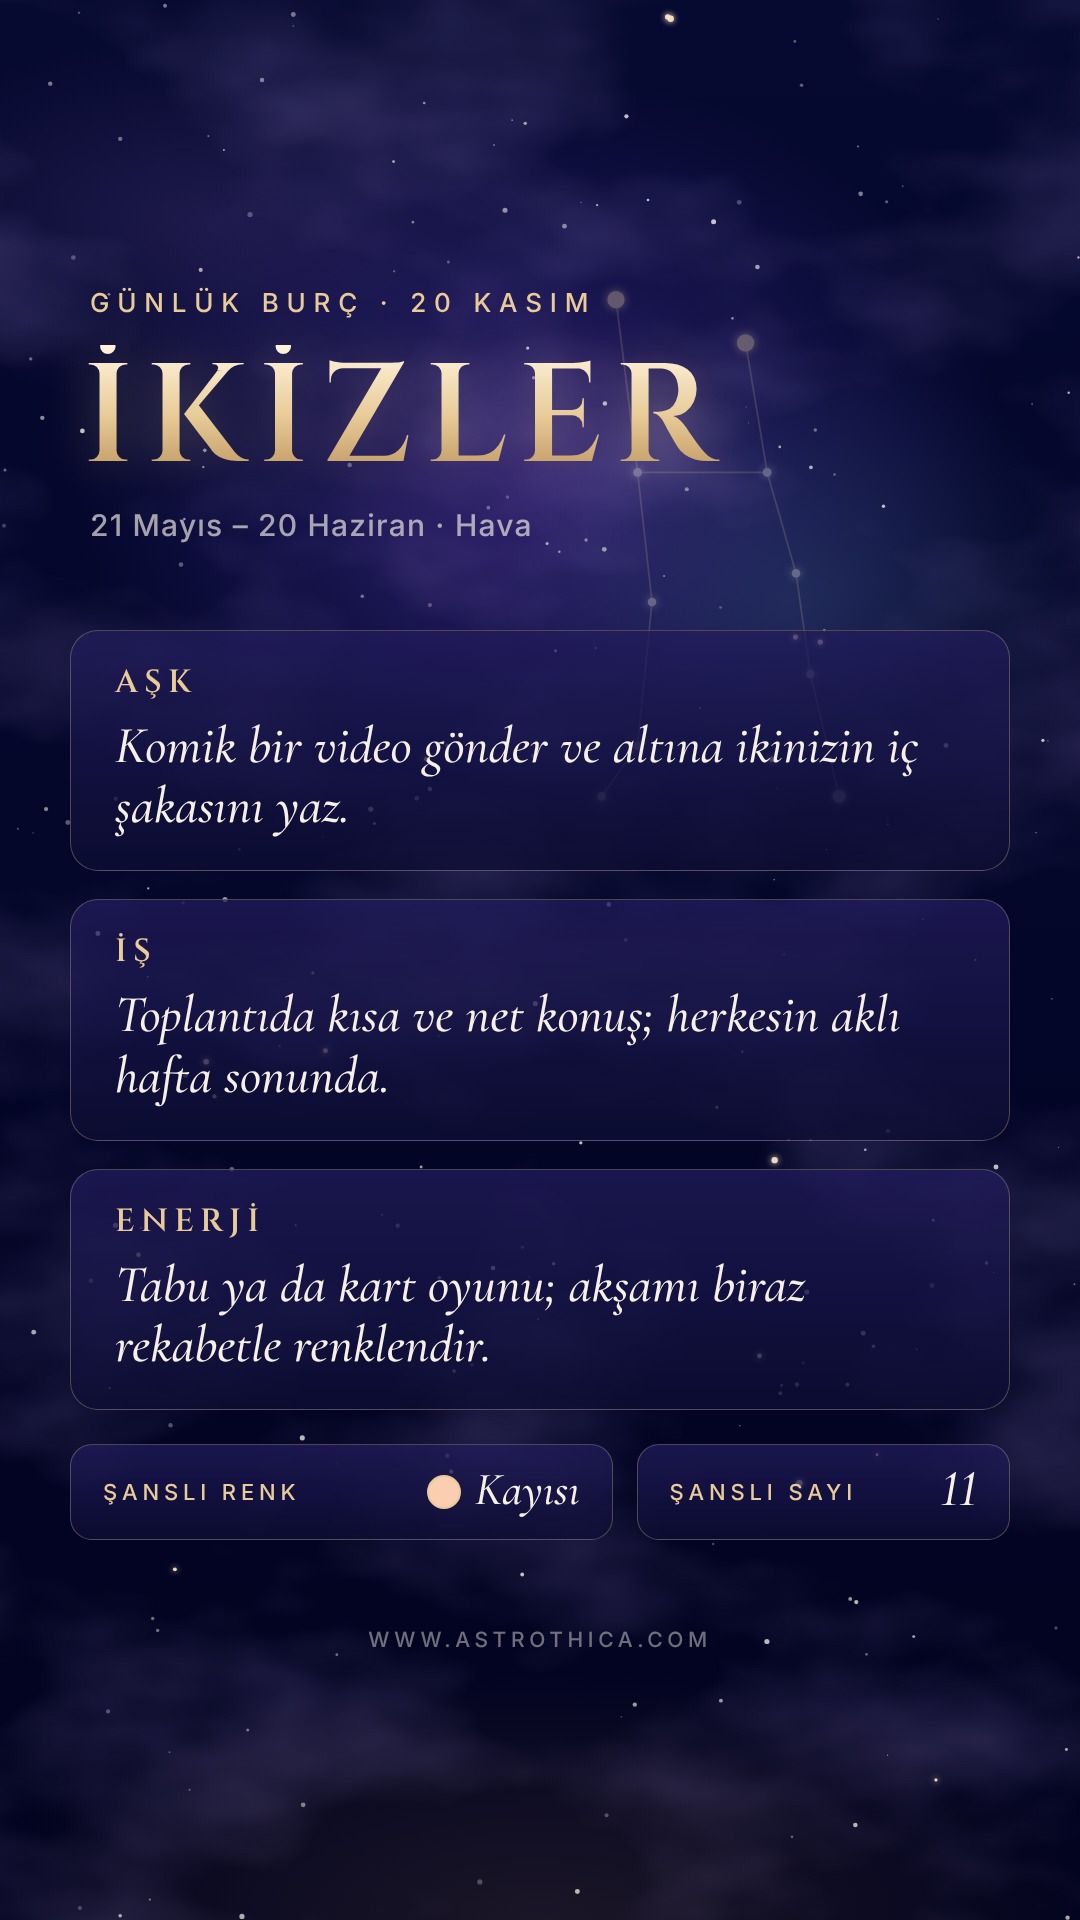 GÜNLÜK BURÇ · 20 KASIM
İKİZLER
21 Mayıs – 20 Haziran · Hava
AŞK
Komik bir video gönder ve altına ikinizin iç
şakasını yaz.
İŞ
Toplantıda kısa ve net konuş; herkesin aklı
hafta sonunda.
ENERJİ
Tabu ya da kart oyunu; akşamı biraz
rekabetle renklendir.
ŞANSLI RENK Kayısı
ŞANSLI SAYI 11
WWW.ASTROTHICA.COM